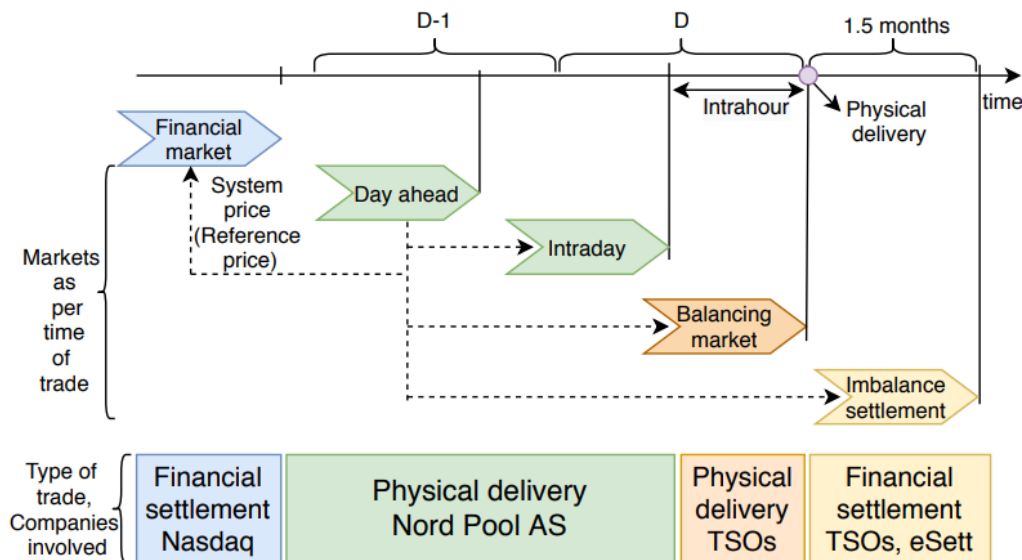 D-1
D
1.5 months
time
Intrahour
Physical
delivery
Financial
market
System
price
(Reference
price)
Day ahead
Intraday
Markets
as
per
time
of
trade
Balancing
market
Imbalance
settlement
Type of
trade,
Companies
involved
Financial
settlement
Nasdaq
Physical delivery
Nord Pool AS
Physical
delivery
TSOs
Financial
settlement
TSOs, eSett